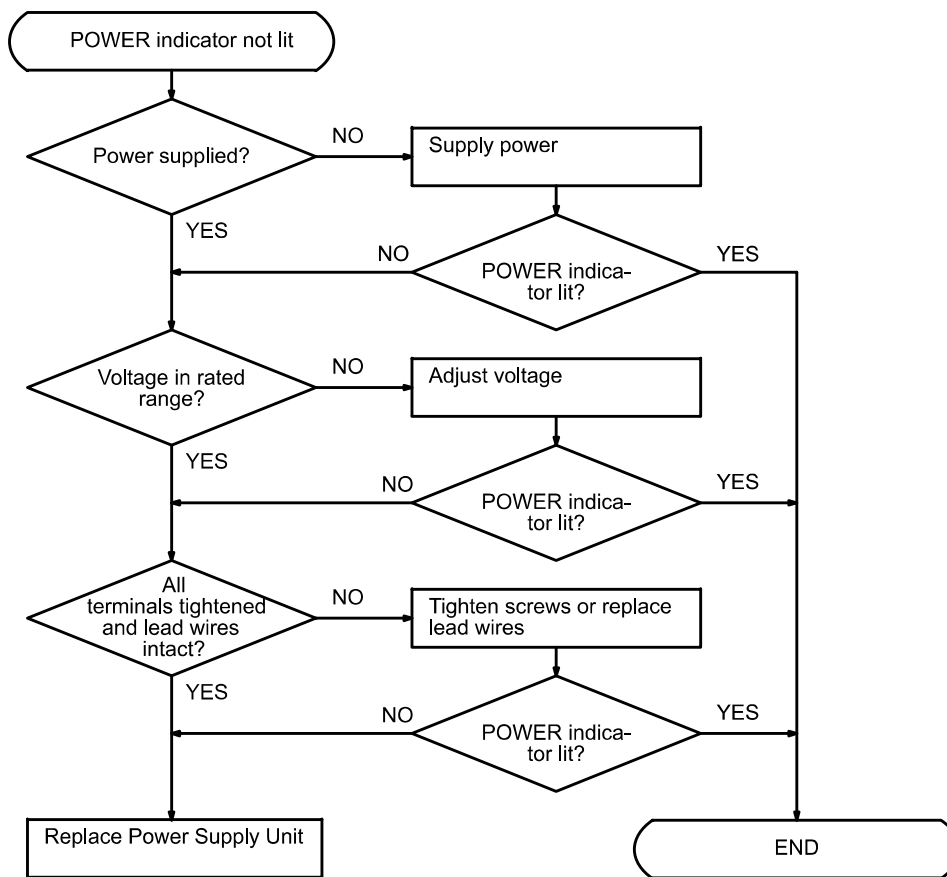 POWER indicator not lit
Power supplied?
NO
Supply power
YES
NO
POWER indica-
tor lit?
YES
Voltage in rated
range?
NO
Adjust voltage
YES
NO
POWER indica-
tor lit?
YES
All
terminals tightened
and lead wires
intact?
NO
Tighten screws or replace
lead wires
YES
NO
POWER indica-
tor lit?
YES
Replace Power Supply Unit
END